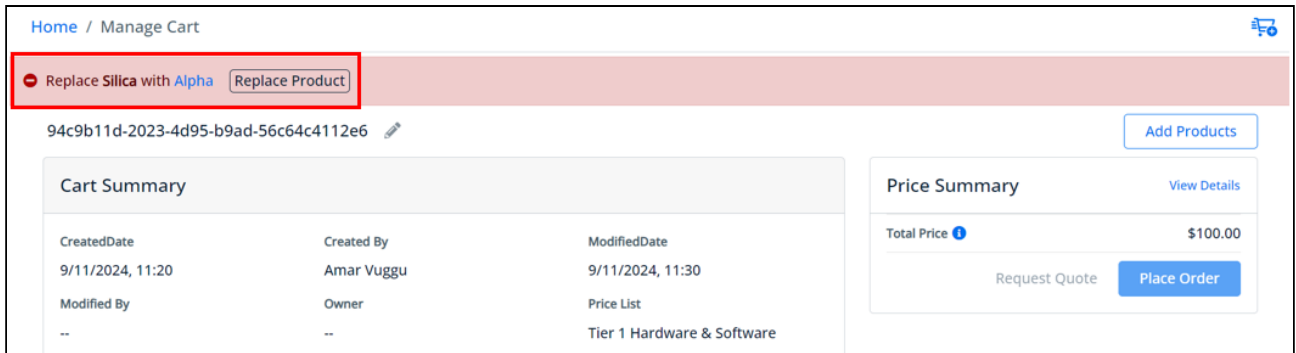 Home / Manage Cart
Replace Silica with Alpha Replace Product
94c9b11d-2023-4d95-b9ad-56c64c4112e6
Add Products
Cart Summary
CreatedDate Created By ModifiedDate
9/11/2024, 11:20 Amar Vuggu 9/11/2024, 11:30
Modified By Owner Price List
-- -- Tier 1 Hardware & Software
Price Summary View Details
Total Price $100.00
Request Quote Place Order